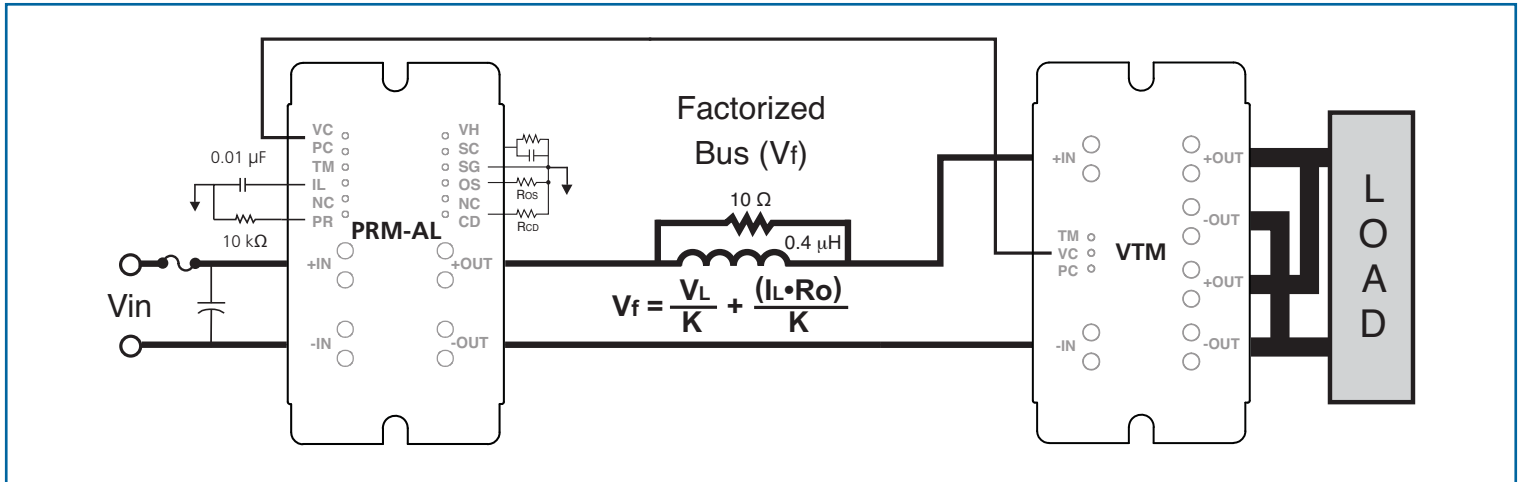 Factorized
Bus (Vf)
VC
PC
TM
IL
NC
PR
VH
SC
SG
OS
NC
CD
0.01 µF
10 kΩ
ROS
RCD
PRM-AL
+IN
-IN
+OUT
-OUT
Vin
10 Ω
0.4 µH
Vf = VL/K + (IL•Ro)/K
+IN
-IN
TM
VC
PC
VTM
+OUT
-OUT
+OUT
-OUT
LOAD